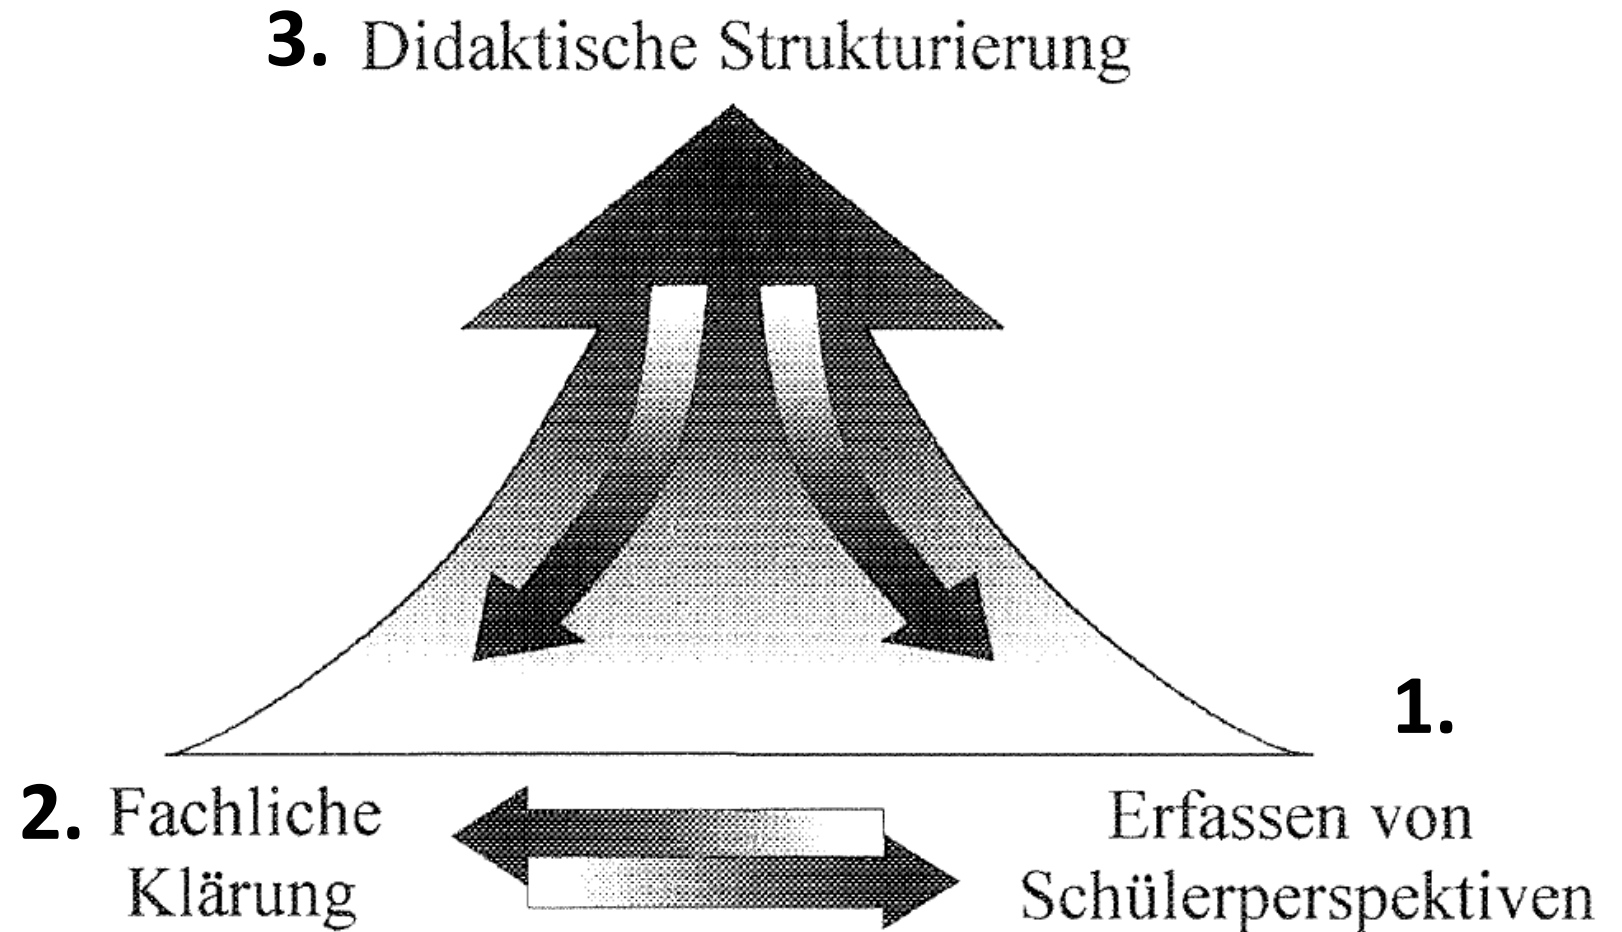 3. Didaktische Strukturierung
1.
2. Fachliche
Klärung
Erfassen von
Schülerperspektiven